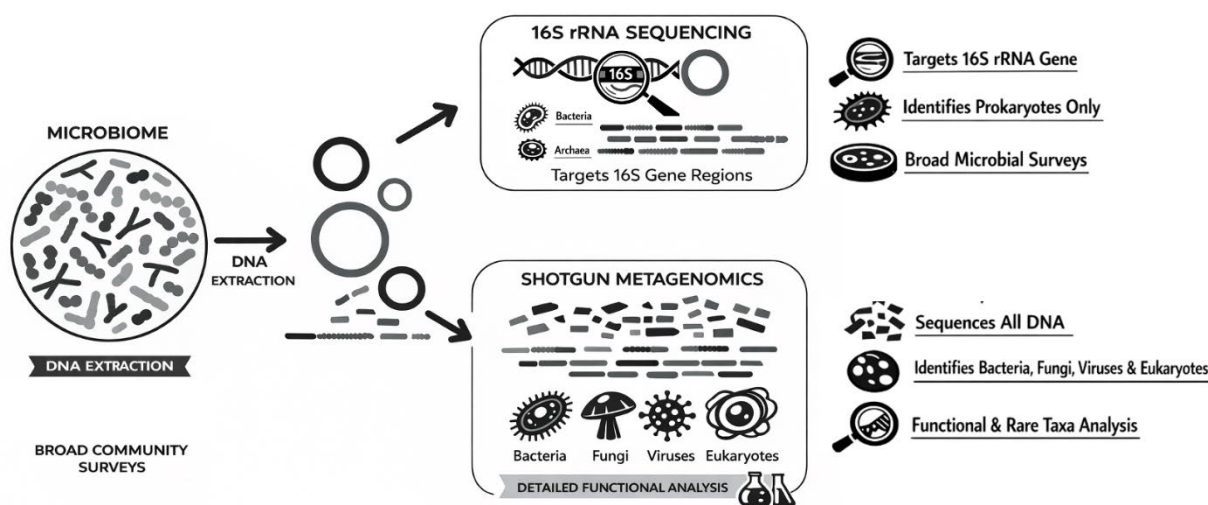 MICROBIOME
DNA EXTRACTION
BROAD COMMUNITY
SURVEYS
DNA
EXTRACTION
16S rRNA SEQUENCING
16S
Bacteria
Archaea
Targets 16S Gene Regions
Targets 16S rRNA Gene
Identifies Prokaryotes Only
Broad Microbial Surveys
SHOTGUN METAGENOMICS
Bacteria Fungi Viruses Eukaryotes
DETAILED FUNCTIONAL ANALYSIS
Sequences All DNA
Identifies Bacteria, Fungi, Viruses & Eukaryotes
Functional & Rare Taxa Analysis